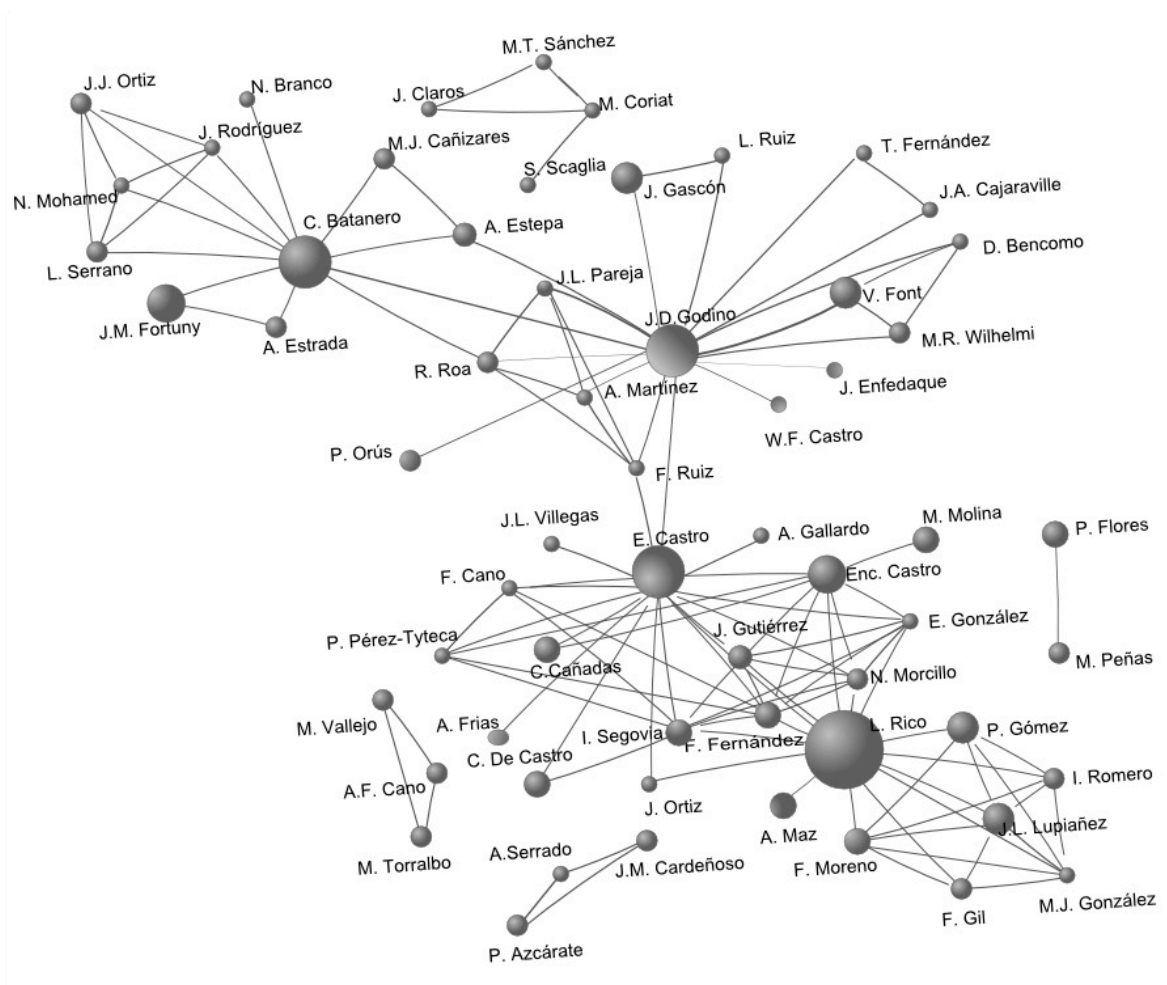 M.T. Sánchez
J.J. Ortiz
N. Branco
J. Claros
M. Coriat
J. Rodríguez
M.J. Cañizares
L. Ruiz
T. Fernández
S. Scaglia
J. Gascón
J.A. Cajaraville
N. Mohamed
C. Batanero
A. Estepa
D. Bencomo
L. Serrano
J.L. Pareja
V. Font
J.M. Fortuny
A. Estrada
J.D.Godino
M.R. Wilhelmi
R. Roa
A. Martínez
J. Enfedaque
W.F. Castro
P. Orús
F. Ruiz
J.L. Villegas
E. Castro
A. Gallardo
M. Molina
P. Flores
F. Cano
Enc. Castro
P. Pérez-Tyteca
J. Gutiérrez
E. González
C.Cañadas
N. Morcillo
M. Peñas
M. Vallejo
A. Frias
I. Segovia
F. Fernández
L. Rico
P. Gómez
C. De Castro
I. Romero
A.F. Cano
J. Ortiz
A. Maz
J.L. Lupiañez
M. Torralbo
A.Serrado
J.M. Cardeñoso
F. Moreno
M.J. González
F. Gil
P. Azcárate